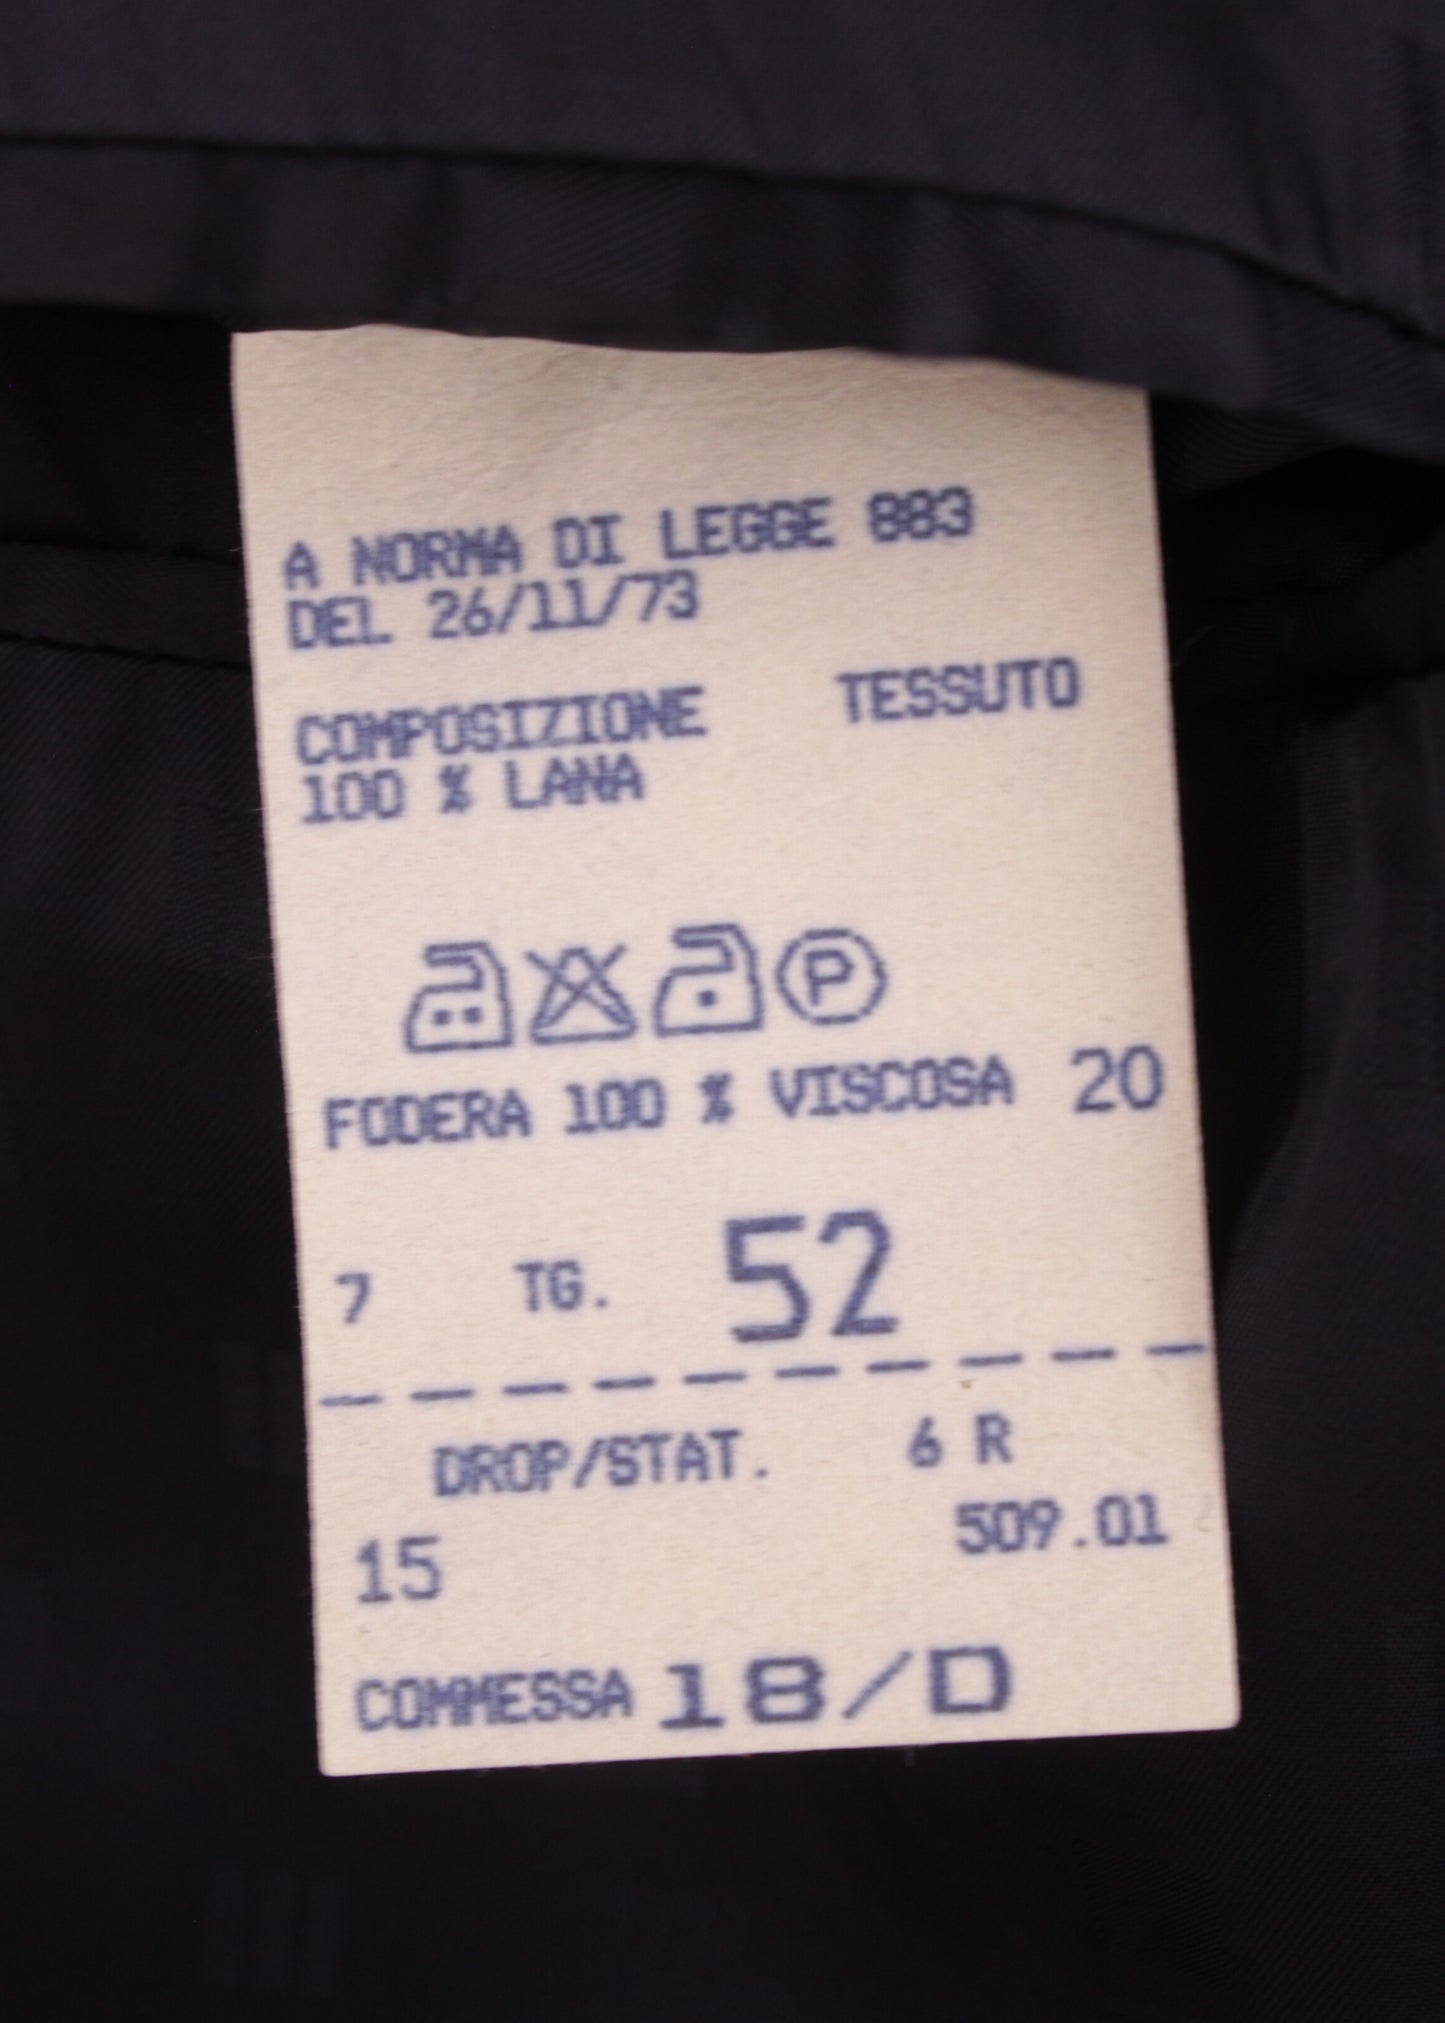 A NORMA DI LEGGE 883
DEL 26/11/73
COMPOSIZIONE TESSUTO
100 % LANA
P
FODERA 100 % VISCOSA 20
7 TG. 52
DROP/STAT. 6 R
509.01
15
COMMESSA 18/D